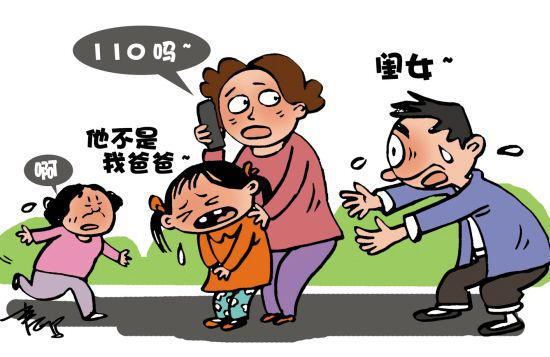 110吗~
闺女~
他不是
我爸爸~
啊